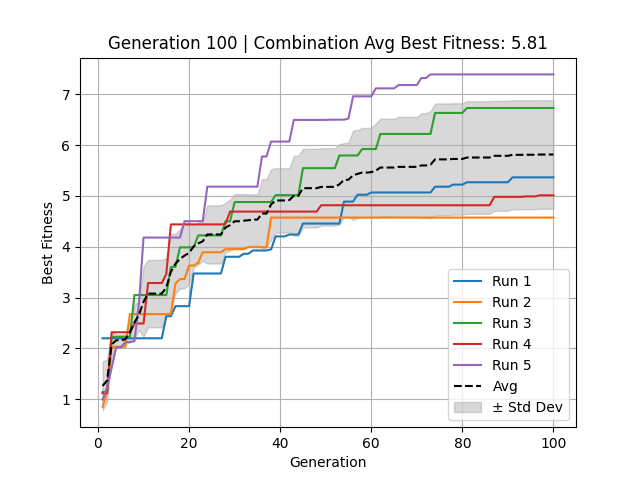 Generation 100 | Combination Avg Best Fitness: 5.81
Best Fitness
7
6
5
4
3
2
1
Run 1
Run 2
Run 3
Run 4
Run 5
Avg
± Std Dev
0 20 40 60 80 100
Generation